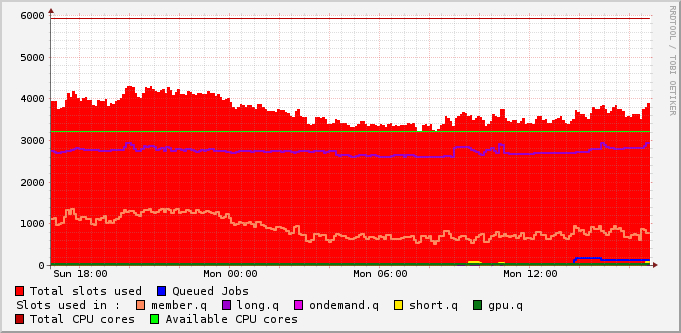 6000
5000
4000
3000
2000
1000
0
Sun 18:00 Mon 00:00 Mon 06:00 Mon 12:00
Total slots used Queued Jobs
Slots used in : member.q long.q ondemand.q short.q gpu.q
Total CPU cores Available CPU cores
RRDTOOL / TOBI OETIKER